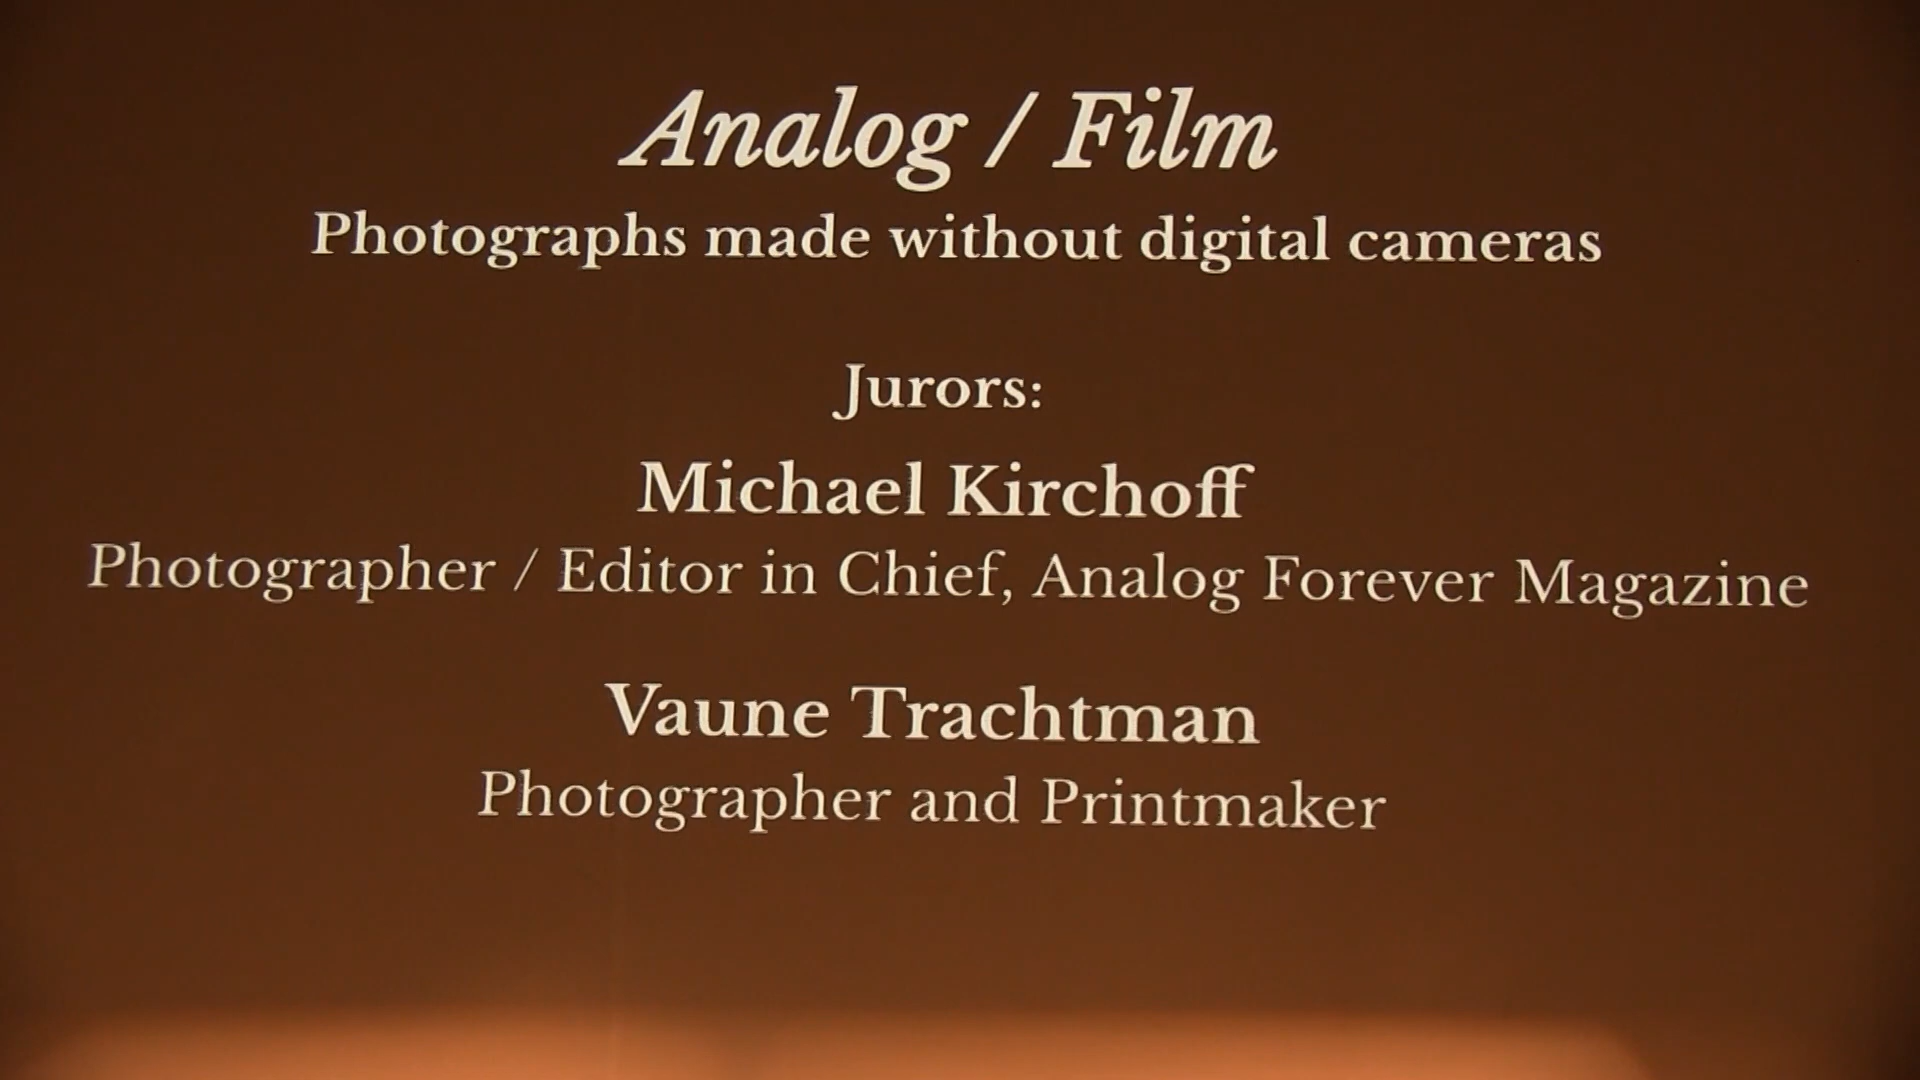 Analog / Film
Photographs made without digital cameras
Jurors:
Michael Kirchoff
Photographer / Editor in Chief, Analog Forever Magazine
Vaune Trachtman
Photographer and Printmaker